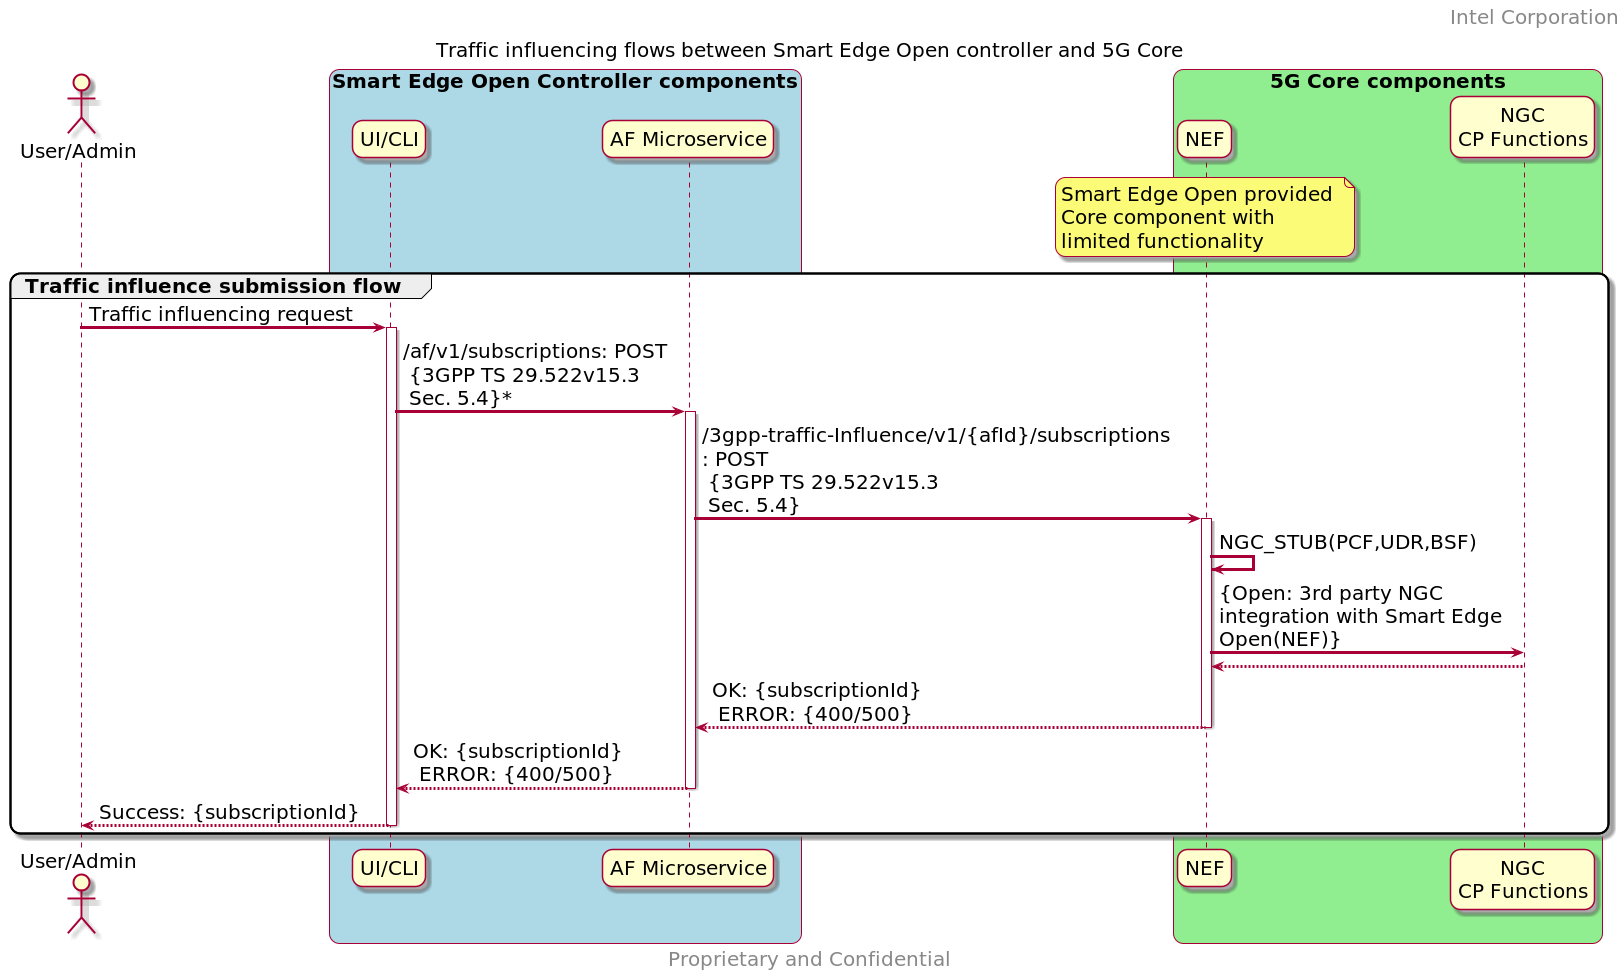 Intel Corporation
Traffic influencing flows between Smart Edge Open controller and 5G Core
Smart Edge Open Controller components
5G Core components
User/Admin
UI/CLI
AF Microservice
NEF
NGC
CP Functions
Smart Edge Open provided
Core component with
limited functionality
Traffic influence submission flow
Traffic influencing request
/af/v1/subscriptions: POST
{3GPP TS 29.522v15.3
Sec. 5.4}*
/3gpp-traffic-Influence/v1/{afId}/subscriptions
: POST
{3GPP TS 29.522v15.3
Sec. 5.4}
NGC_STUB(PCF,UDR,BSF)
{Open: 3rd party NGC
integration with Smart Edge
Open(NEF)}
OK: {subscriptionId}
ERROR: {400/500}
OK: {subscriptionId}
ERROR: {400/500}
Success: {subscriptionId}
User/Admin
UI/CLI
AF Microservice
NEF
NGC
CP Functions
Proprietary and Confidential